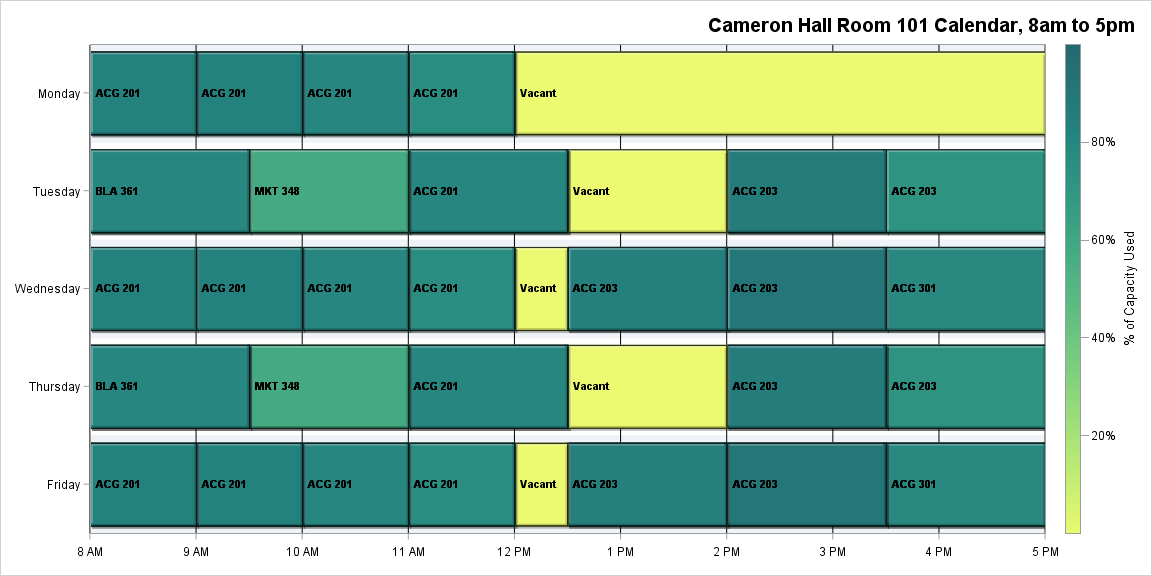 Cameron Hall Room 101 Calendar, 8am to 5pm
Monday
ACG 201
ACG 201
ACG 201
ACG 201
Vacant
Tuesday
BLA 361
MKT 348
ACG 201
Vacant
ACG 203
ACG 203
Wednesday
ACG 201
ACG 201
ACG 201
ACG 201
Vacant
ACG 203
ACG 203
ACG 301
Thursday
BLA 361
MKT 348
ACG 201
Vacant
ACG 203
ACG 203
Friday
ACG 201
ACG 201
ACG 201
ACG 201
Vacant
ACG 203
ACG 203
ACG 301
8 AM
9 AM
10 AM
11 AM
12 PM
1 PM
2 PM
3 PM
4 PM
5 PM
80%
60%
40%
20%
% of Capacity Used